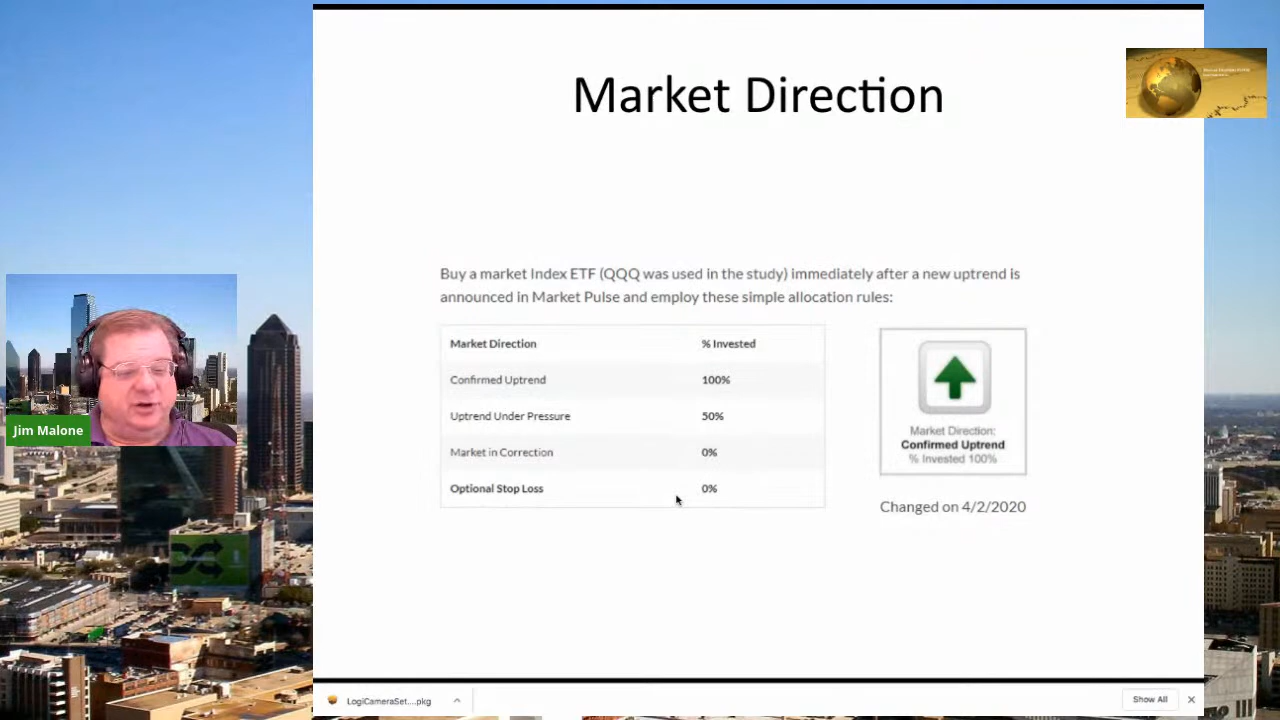 Market Direction
Buy a market Index ETF (QQQ was used in the study) immediately after a new uptrend is
announced in Market Pulse and employ these simple allocation rules:
Market Direction % Invested
Confirmed Uptrend 100%
Uptrend Under Pressure 50%
Market in Correction 0%
Optional Stop Loss 0%
Market Direction:
Confirmed Uptrend
% Invested 100%
Changed on 4/2/2020
Jim Malone
LogiCameraSet....pkg
Show All